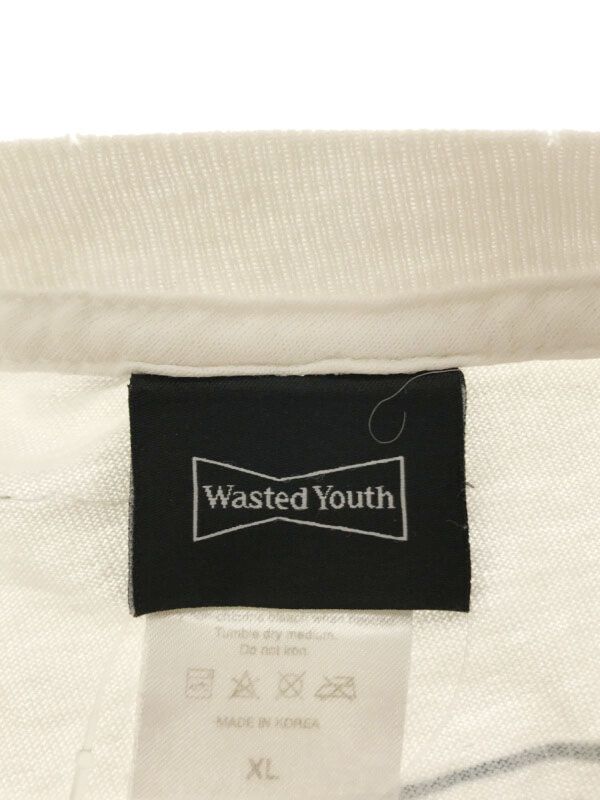 Wasted Youth
Tumble dry medium.
Do not iron.
MADE IN KOREA
XL